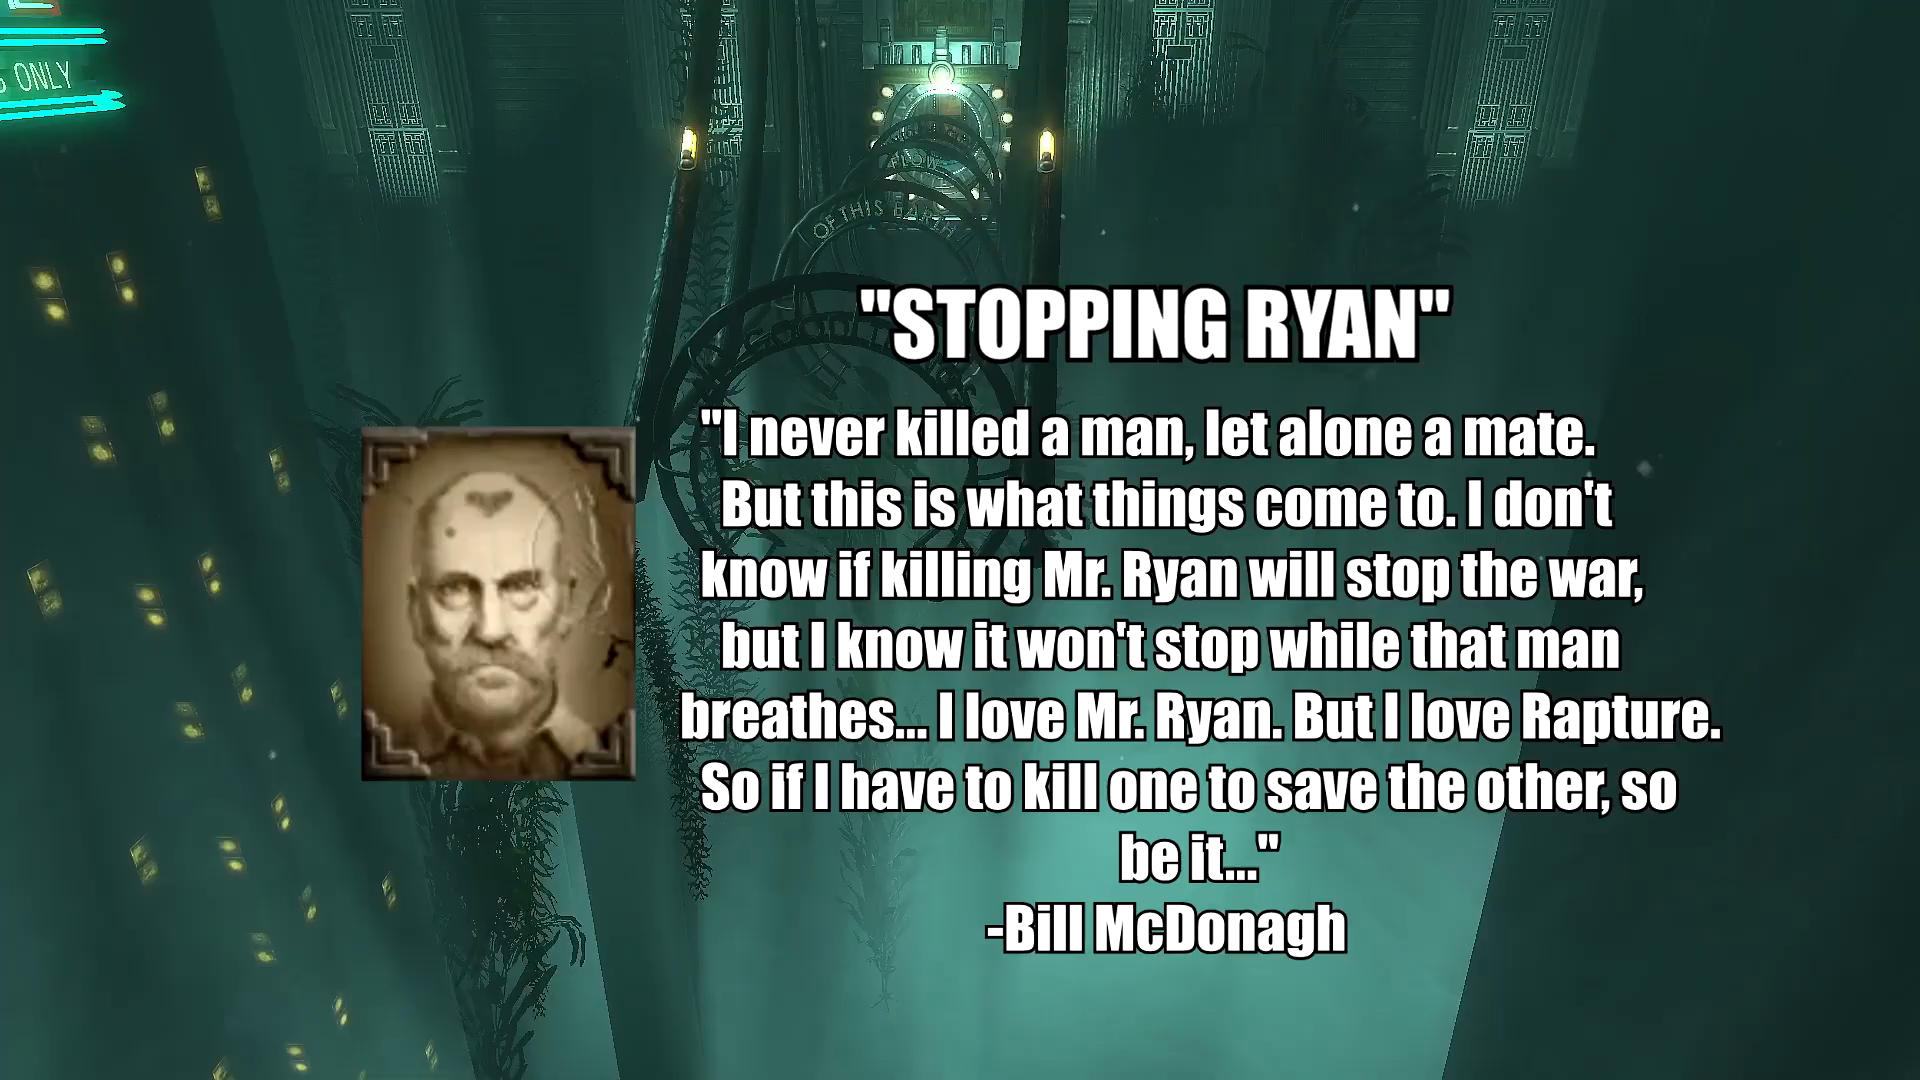 ONLY
FLOW
OF THIS EARTH
"STOPPING RYAN"
"I never killed a man, let alone a mate.
But this is what things come to. I don't
know if killing Mr. Ryan will stop the war,
but I know it won't stop while that man
breathes... I love Mr. Ryan. But I love Rapture.
So if I have to kill one to save the other, so
be it..."
-Bill McDonagh